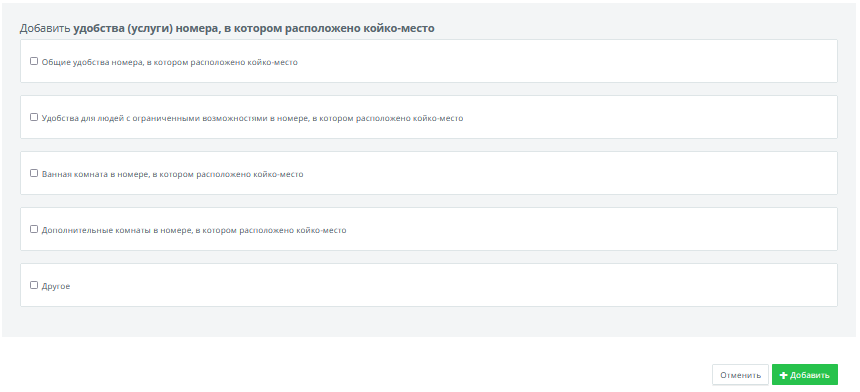 Добавить удобства (услуги) номера, в котором расположено койко-место
Общие удобства номера, в котором расположено койко-место
Удобства для людей с ограниченными возможностями в номере, в котором расположено койко-место
Ванная комната в номере, в котором расположено койко-место
Дополнительные комнаты в номере, в котором расположено койко-место
Другое
Отменить
Добавить